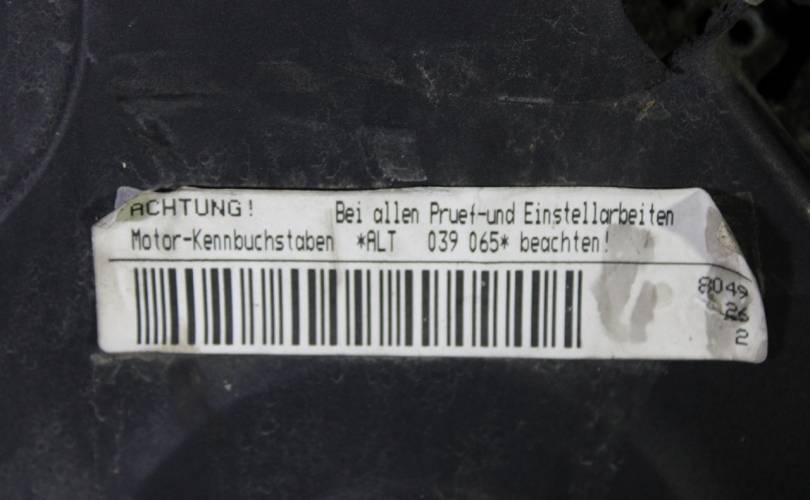 ACHTUNG! Bei allen Pruef-und Einstellarbeiten
Motor-Kennbuchstaben *ALT 039 065* beachten!
8049
26
2